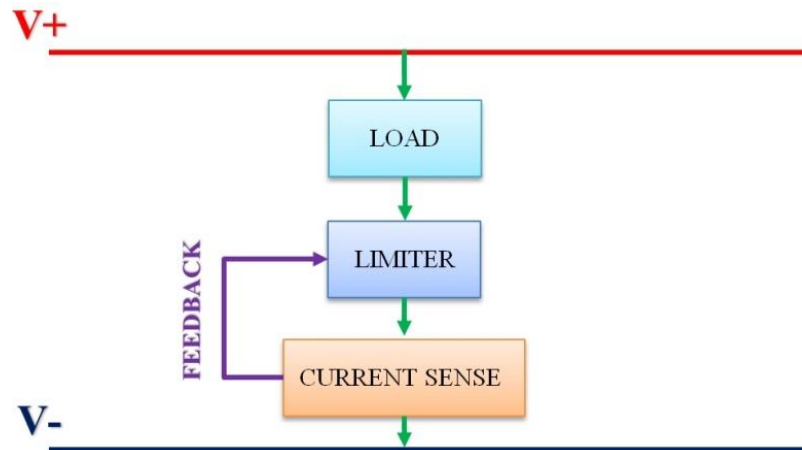 V+
LOAD
LIMITER
FEEDBACK
CURRENT SENSE
V-